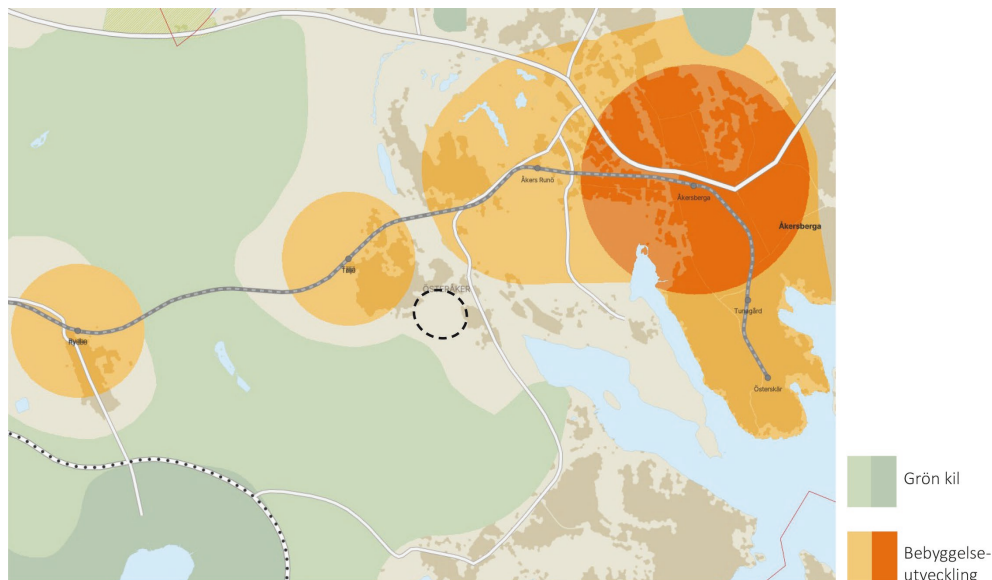 Åkers Runö
Åkersberga
Åkersberga
Täljö
ÖSTERÅKER
Tunagård
Rydbo
Österskär
Grön kil
Bebyggelse-
utveckling